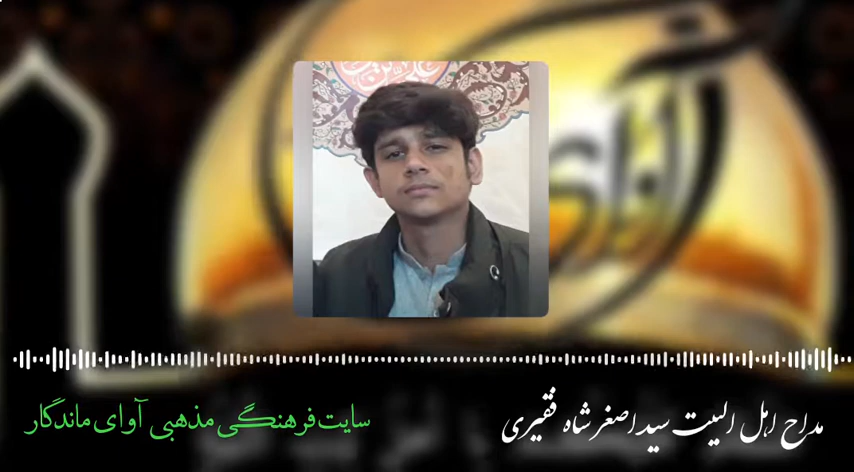 مداح اهل البیت سید اصغر شاه فقیری
سایت فرهنگی مذهبی آوای ماندگار